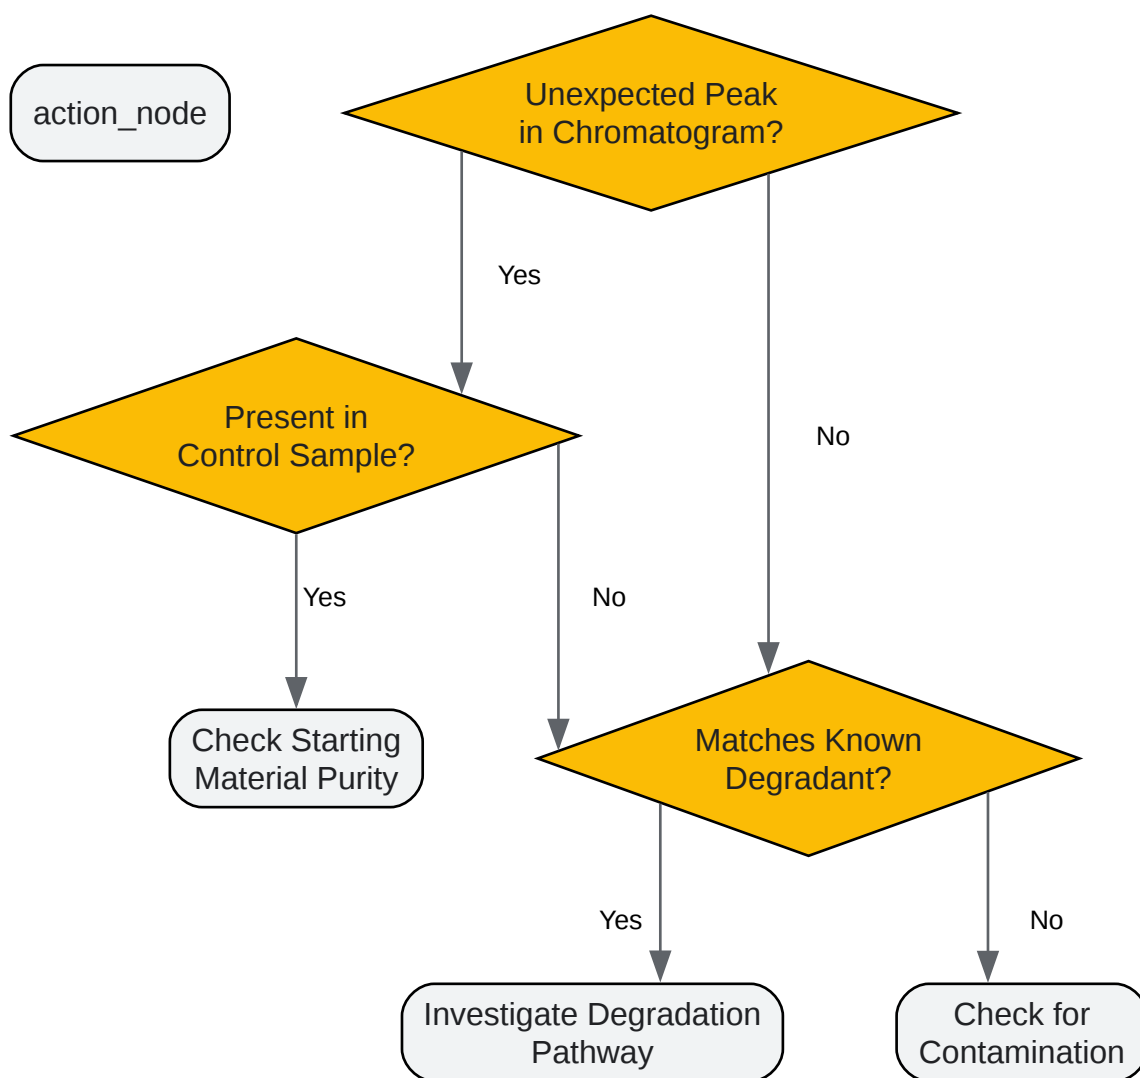 action_node
Unexpected Peak
in Chromatogram?
Yes
No
Present in
Control Sample?
Yes
No
Check Starting
Material Purity
Matches Known
Degradant?
Yes
No
Investigate Degradation
Pathway
Check for
Contamination